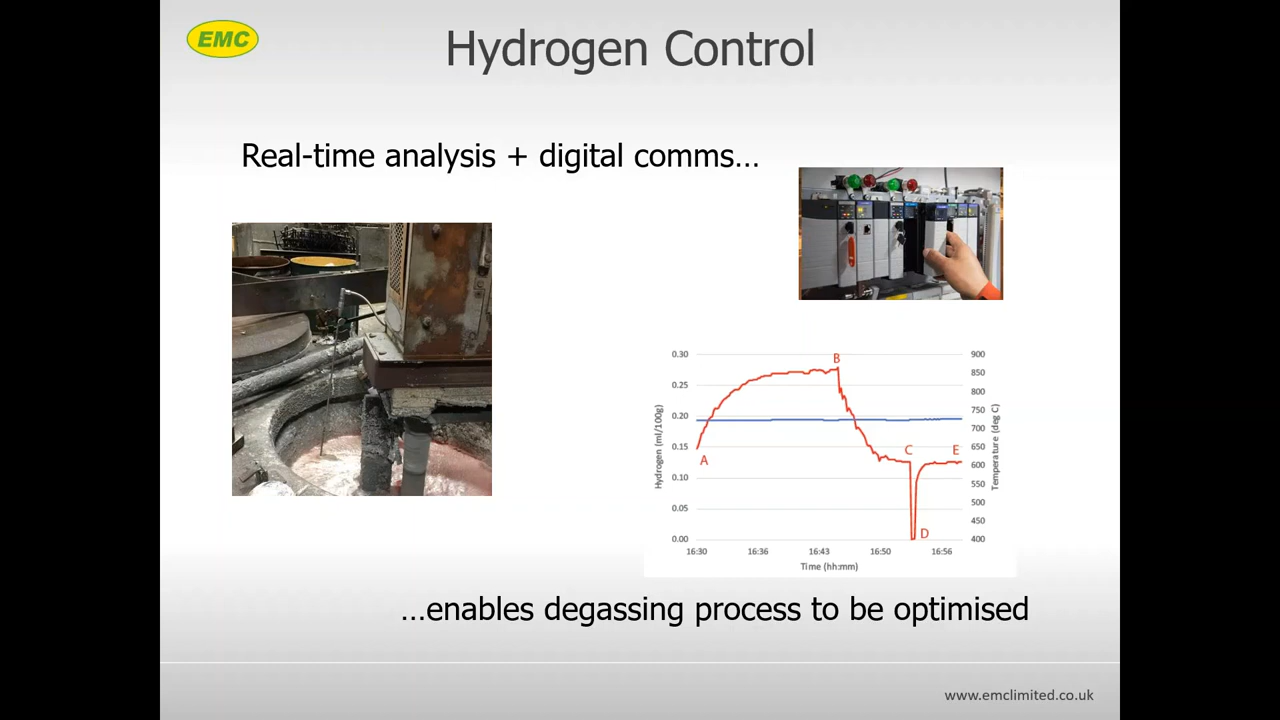 EMC
Hydrogen Control
Real-time analysis + digital comms…
0.30
0.25
0.20
0.15
0.10
0.05
0.00
Hydrogen (ml/100g)
A
B
C
D
E
900
850
800
750
700
650
600
550
500
450
400
Temperature (deg C)
16:30 16:36 16:43 16:50 16:56
Time (hh:mm)
…enables degassing process to be optimised
www.emclimited.co.uk